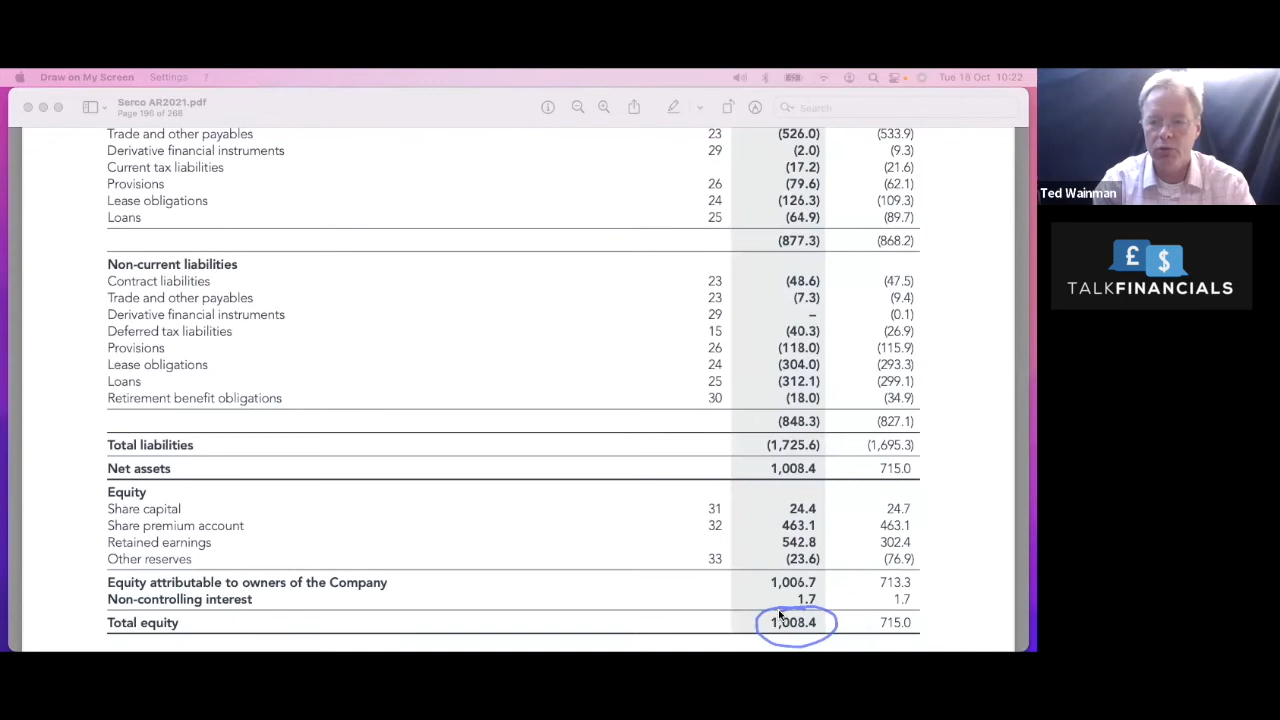 Draw on My Screen Settings ? Tue 18 Oct 10:22
Serco AR2021.pdf
Page 196 of 268
Search
Trade and other payables 23 (526.0) (533.9)
Derivative financial instruments 29 (2.0) (9.3)
Current tax liabilities (17.2) (21.6)
Provisions 26 (79.6) (62.1)
Lease obligations 24 (126.3) (109.3)
Loans 25 (64.9) (89.7)
(877.3) (868.2)
Non-current liabilities
Contract liabilities 23 (48.6) (47.5)
Trade and other payables 23 (7.3) (9.4)
Derivative financial instruments 29 – (0.1)
Deferred tax liabilities 15 (40.3) (26.9)
Provisions 26 (118.0) (115.9)
Lease obligations 24 (304.0) (293.3)
Loans 25 (312.1) (299.1)
Retirement benefit obligations 30 (18.0) (34.9)
(848.3) (827.1)
Total liabilities (1,725.6) (1,695.3)
Net assets 1,008.4 715.0
Equity
Share capital 31 24.4 24.7
Share premium account 32 463.1 463.1
Retained earnings 542.8 302.4
Other reserves 33 (23.6) (76.9)
Equity attributable to owners of the Company 1,006.7 713.3
Non-controlling interest 1.7 1.7
Total equity 1,008.4 715.0
Ted Wainman
£ $
TALKFINANCIALS